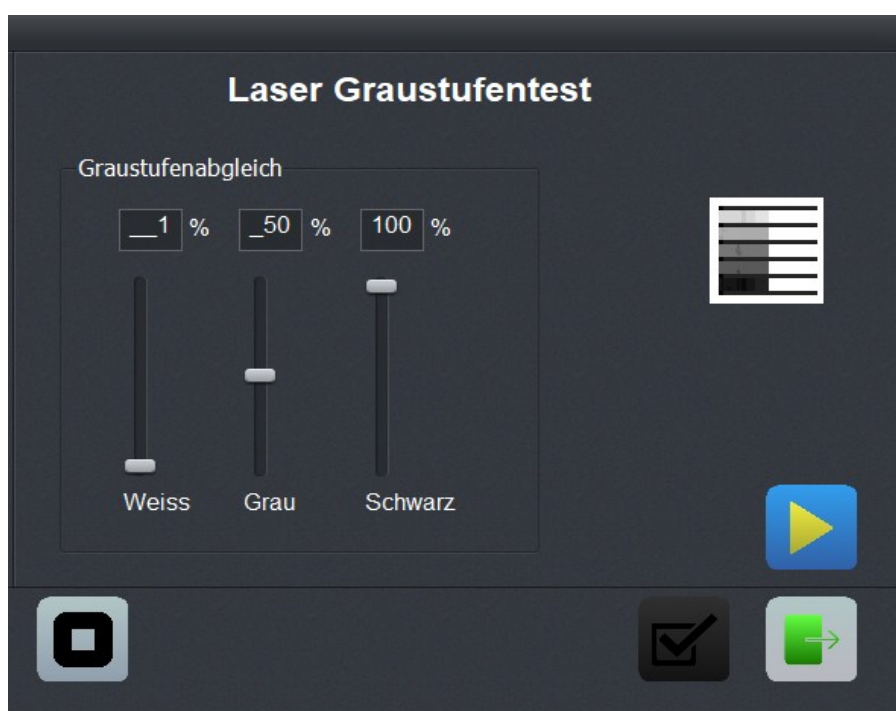 Laser Graustufentest
Graustufenabgleich
__1 % _50 % 100 %
Weiss Grau Schwarz